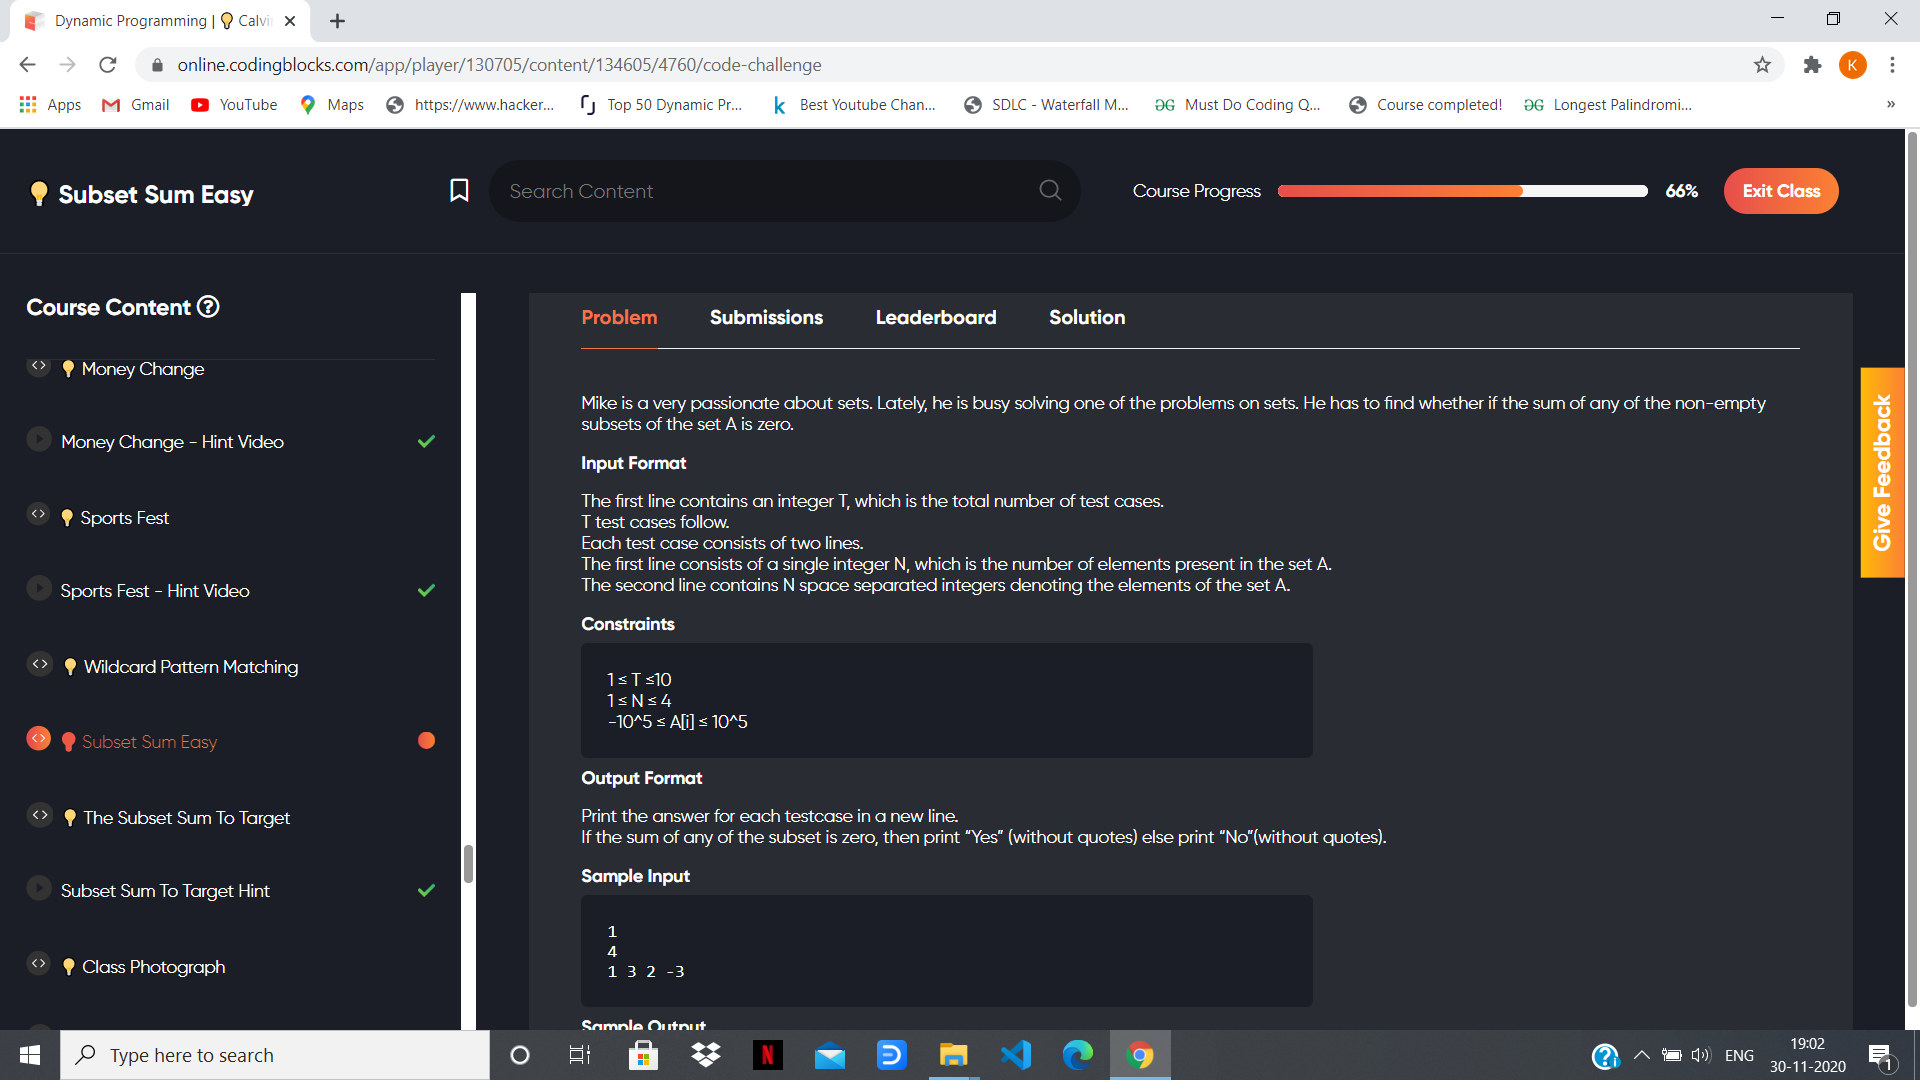 Dynamic Programming | Calvi
online.codingblocks.com/app/player/130705/content/134605/4760/code-challenge
K
Apps
Gmail
YouTube
Maps
https://www.hacker...
Top 50 Dynamic Pr...
Best Youtube Chan...
SDLC - Waterfall M...
Must Do Coding Q...
Course completed!
Longest Palindromi...
»
Subset Sum Easy
Search Content
Course Progress
66%
Exit Class
Course Content
Money Change
Money Change - Hint Video
Sports Fest
Sports Fest - Hint Video
Wildcard Pattern Matching
Subset Sum Easy
The Subset Sum To Target
Subset Sum To Target Hint
Class Photograph
Problem
Submissions
Leaderboard
Solution
Mike is a very passionate about sets. Lately, he is busy solving one of the problems on sets. He has to find whether if the sum of any of the non-empty
subsets of the set A is zero.
Input Format
The first line contains an integer T, which is the total number of test cases.
T test cases follow.
Each test case consists of two lines.
The first line consists of a single integer N, which is the number of elements present in the set A.
The second line contains N space separated integers denoting the elements of the set A.
Constraints
1 ≤ T ≤10
1 ≤ N ≤ 4
-10^5 ≤ A[i] ≤ 10^5
Output Format
Print the answer for each testcase in a new line.
If the sum of any of the subset is zero, then print “Yes” (without quotes) else print “No”(without quotes).
Sample Input
1
4
1 3 2 -3
Sample Output
Give Feedback
Type here to search
ENG
19:02
30-11-2020
1